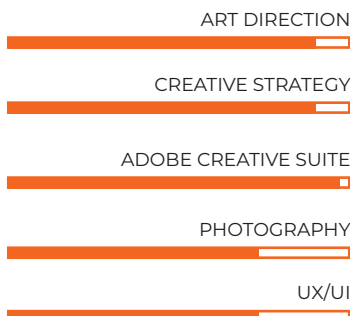 ART DIRECTION
CREATIVE STRATEGY
ADOBE CREATIVE SUITE
PHOTOGRAPHY
UX/UI